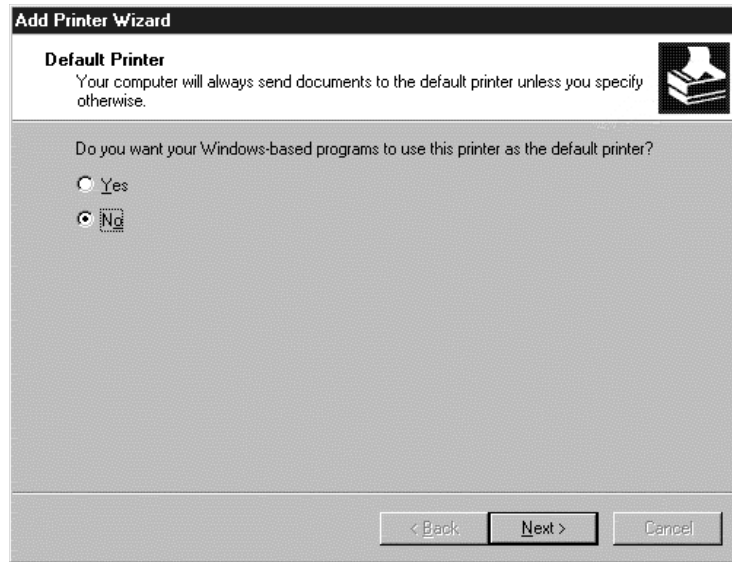 Add Printer Wizard
Default Printer
Your computer will always send documents to the default printer unless you specify
otherwise.
Do you want your Windows-based programs to use this printer as the default printer?
Yes
No
< Back
Next >
Cancel